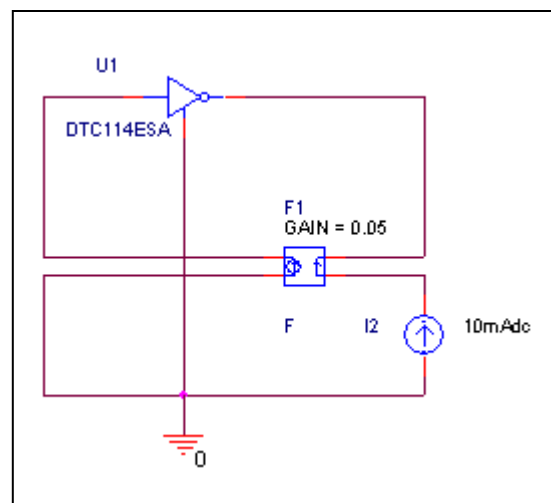 U1
DTC114ESA
F1
GAIN = 0.05
F I2 10mAdc
0